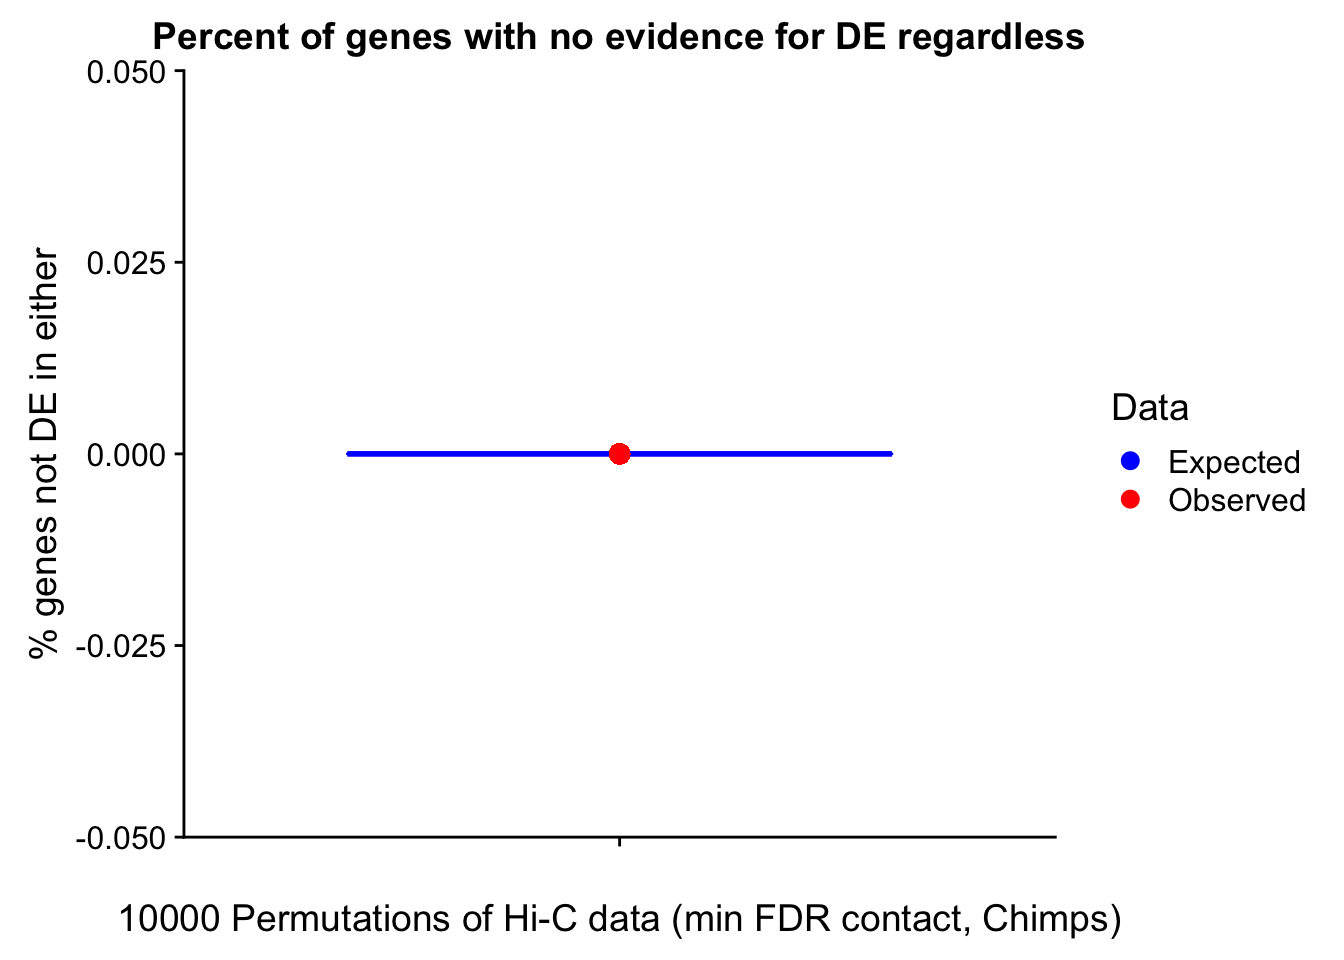 Percent of genes with no evidence for DE regardless
0.050
0.025
0.000
-0.025
-0.050
% genes not DE in either
10000 Permutations of Hi-C data (min FDR contact, Chimps)
Data
Expected
Observed